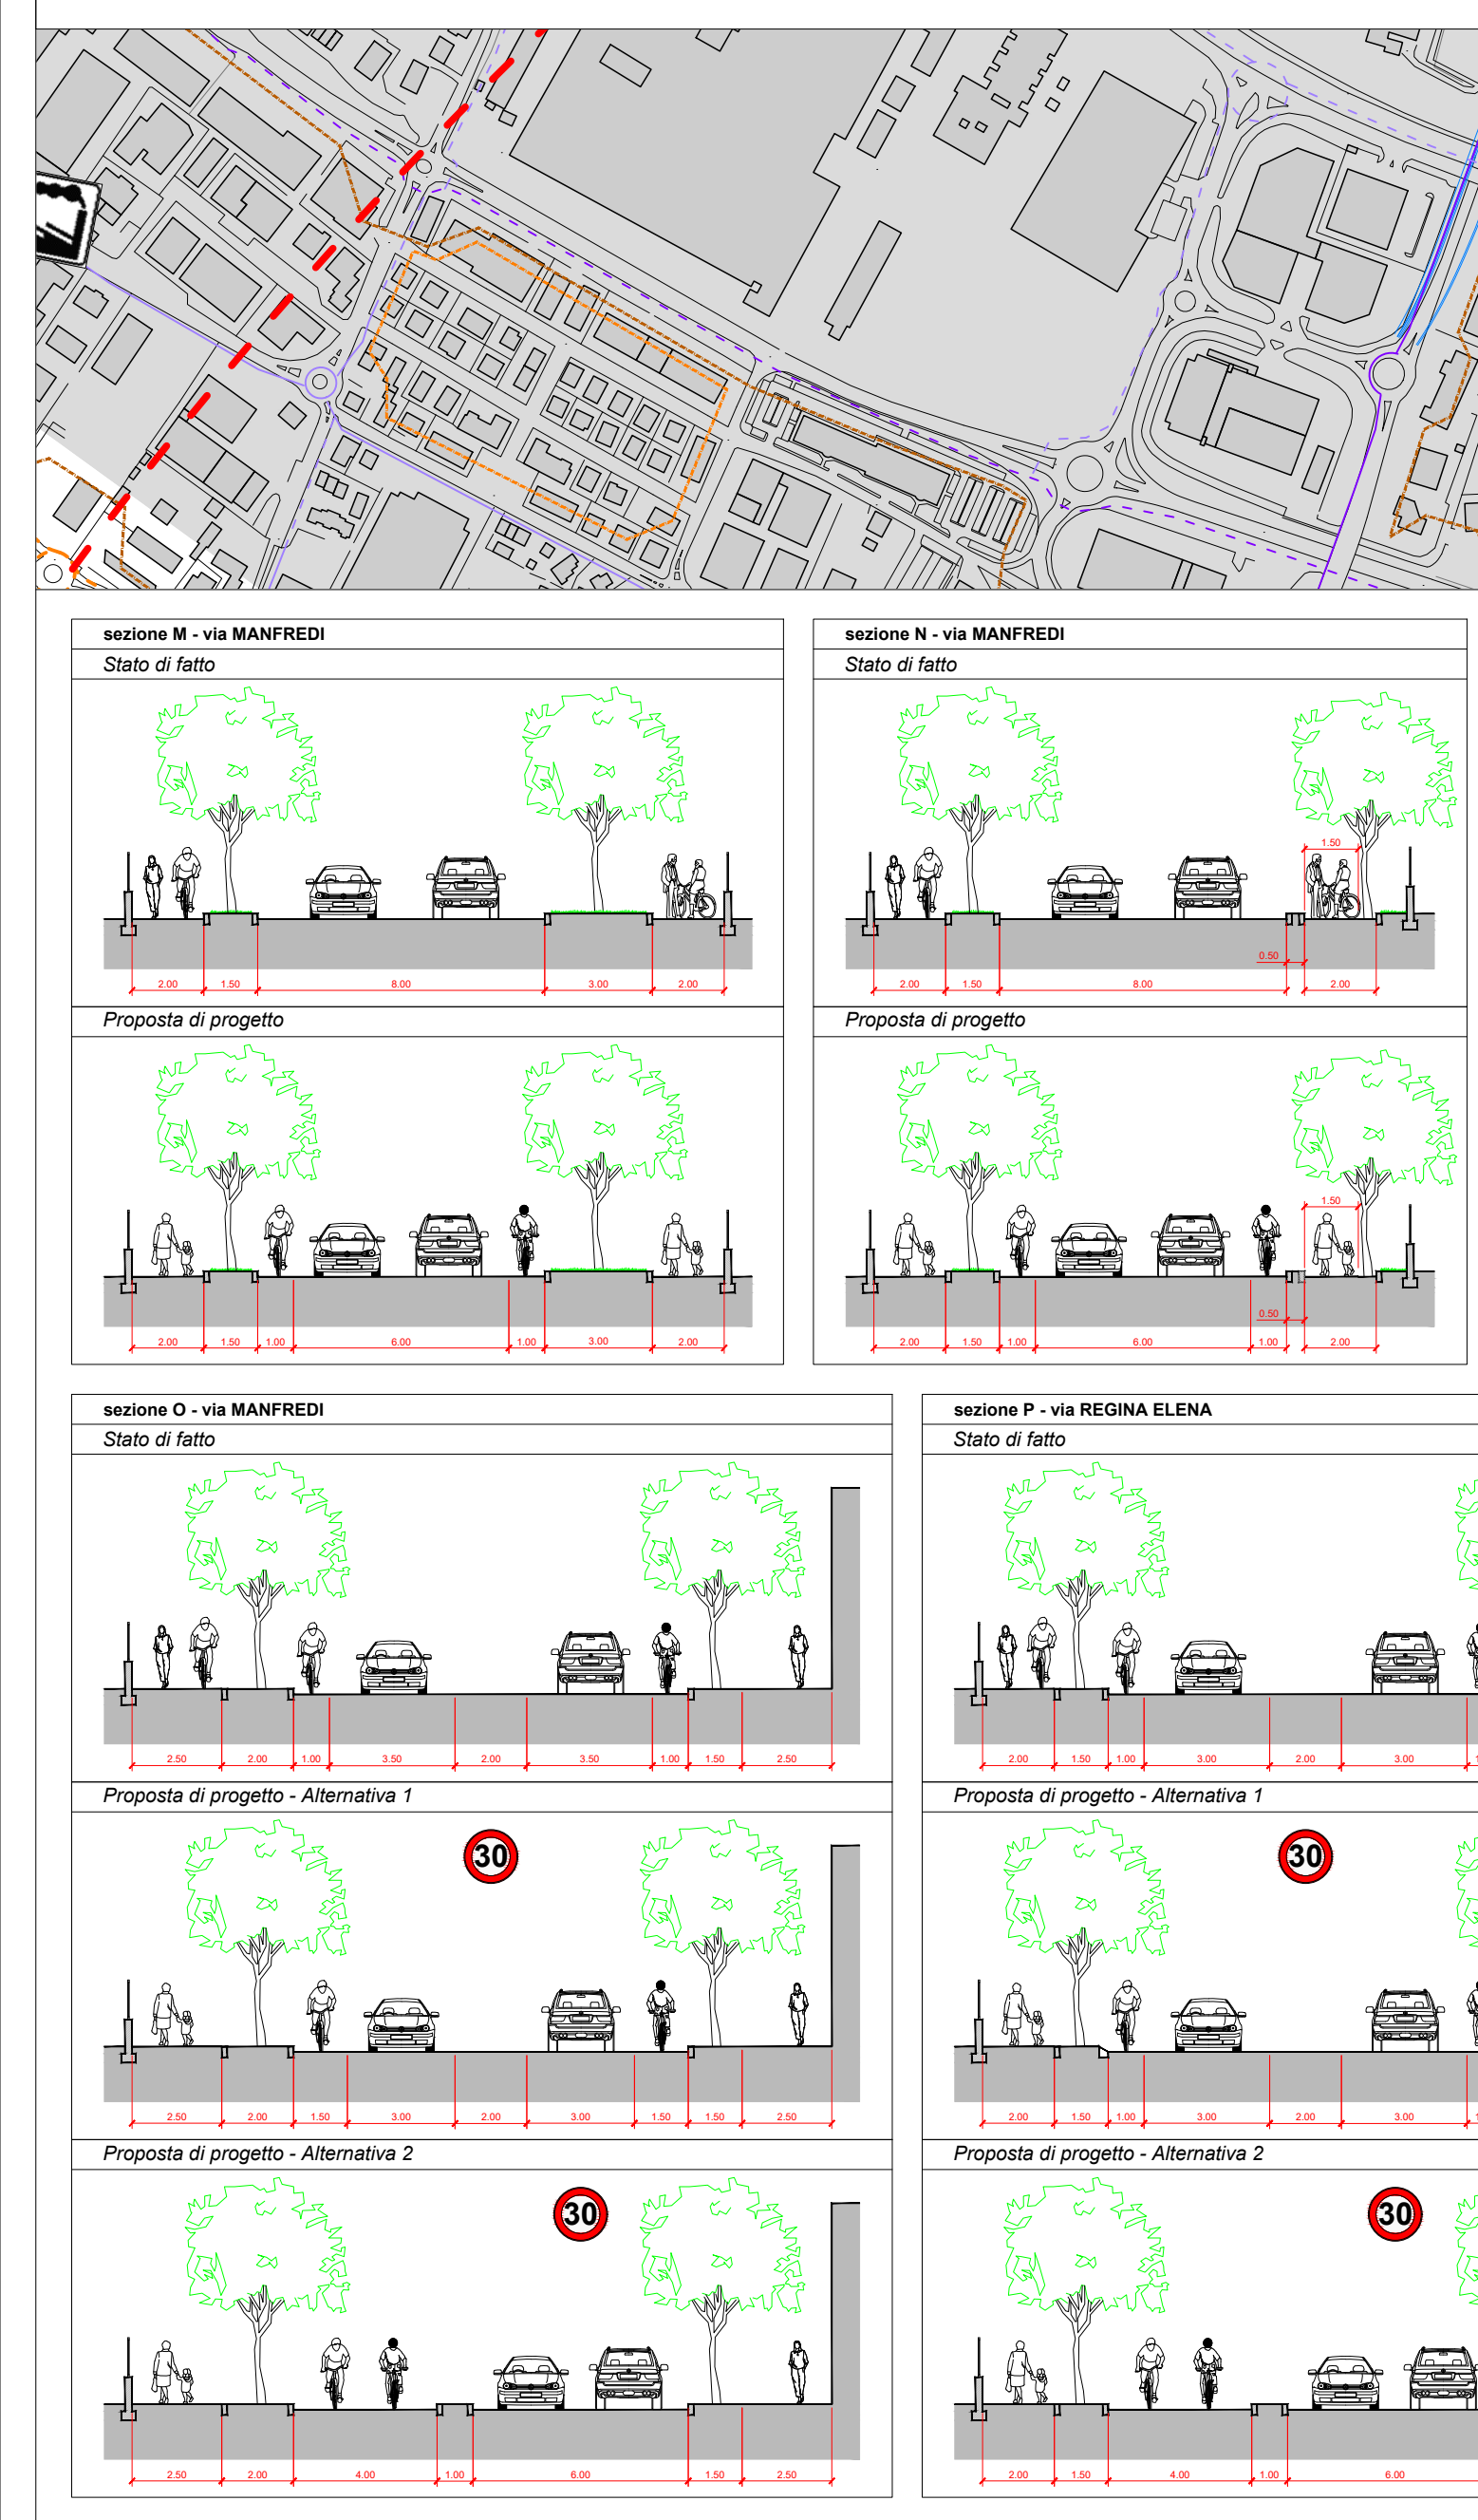 sezione M - via MANFREDI
Stato di fatto
2.00 1.50 8.00 3.00 2.00
Proposta di progetto
2.00 1.50 1.00 6.00 1.00 3.00 2.00
sezione N - via MANFREDI
Stato di fatto
1.50
0.50
2.00 1.50 8.00 2.00
Proposta di progetto
1.50
0.50
2.00 1.50 1.00 6.00 1.00 2.00
sezione O - via MANFREDI
Stato di fatto
2.50 2.00 1.00 3.50 2.00 3.50 1.00 1.50 2.50
Proposta di progetto - Alternativa 1
30
2.50 2.00 1.50 3.00 2.00 3.00 1.50 1.50 2.50
Proposta di progetto - Alternativa 2
30
2.50 2.00 4.00 1.00 6.00 1.50 2.50
sezione P - via REGINA ELENA
Stato di fatto
2.00 1.50 1.00 3.00 2.00 3.00
Proposta di progetto - Alternativa 1
30
2.00 1.50 1.00 3.00 2.00 3.00
Proposta di progetto - Alternativa 2
30
2.00 1.50 4.00 1.00 6.00